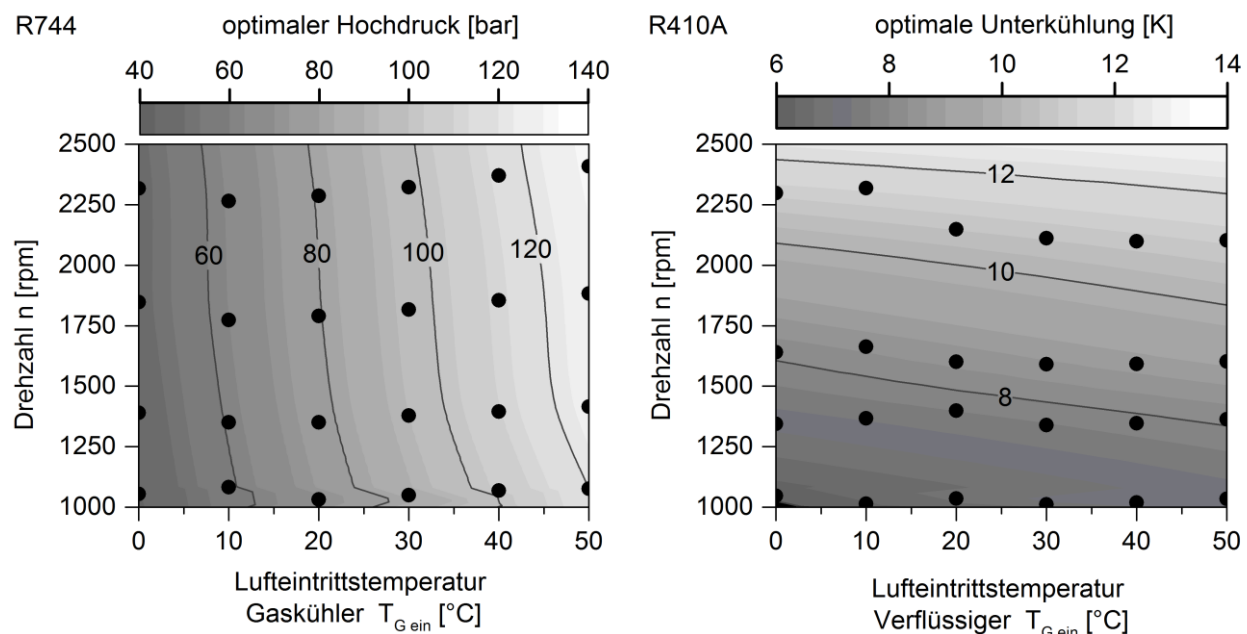 R744
optimaler Hochdruck [bar]
40 60 80 100 120 140
2500
2250
2000
1750
1500
1250
1000
Drehzahl n [rpm]
60
80
100
120
0 10 20 30 40 50
Lufteintrittstemperatur
Gaskühler T_G ein [°C]
R410A
optimale Unterkühlung [K]
6 8 10 12 14
2500
2250
2000
1750
1500
1250
1000
Drehzahl n [rpm]
12
10
8
0 10 20 30 40 50
Lufteintrittstemperatur
Verflüssiger T_G ein [°C]